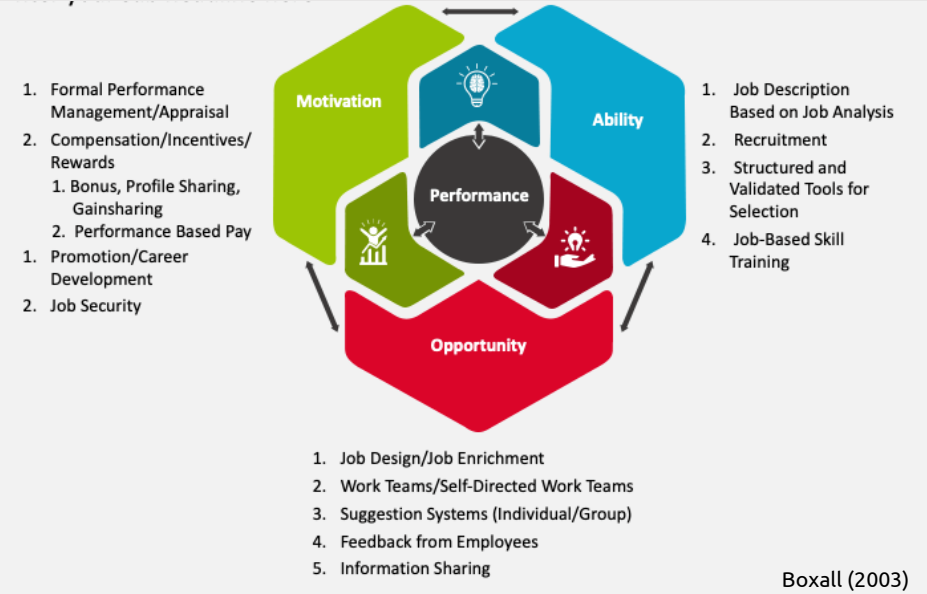 Motivation
Ability
Performance
Opportunity
1. Formal Performance
Management/Appraisal
2. Compensation/Incentives/
Rewards
1. Bonus, Profile Sharing,
Gainsharing
2. Performance Based Pay
1. Promotion/Career
Development
2. Job Security
1. Job Description
Based on Job Analysis
2. Recruitment
3. Structured and
Validated Tools for
Selection
4. Job-Based Skill
Training
1. Job Design/Job Enrichment
2. Work Teams/Self-Directed Work Teams
3. Suggestion Systems (Individual/Group)
4. Feedback from Employees
5. Information Sharing
Boxall (2003)